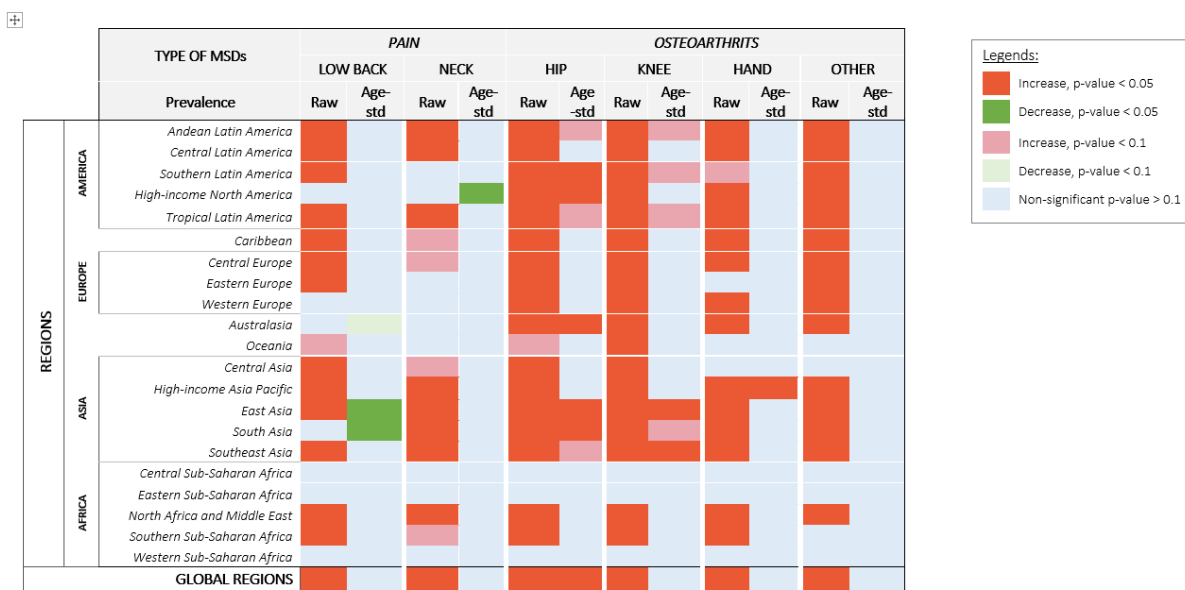 TYPE OF MSDs
PAIN
OSTEOARTHRITS
LOW BACK NECK HIP KNEE HAND OTHER
Prevalence Raw Age-std Raw Age-std Raw Age-std Raw Age-std Raw Age-std Raw Age-std
REGIONS
AMERICA
Andean Latin America
Central Latin America
Southern Latin America
High-income North America
Tropical Latin America
Caribbean
EUROPE
Central Europe
Eastern Europe
Western Europe
Australasia
Oceania
ASIA
Central Asia
High-income Asia Pacific
East Asia
South Asia
Southeast Asia
AFRICA
Central Sub-Saharan Africa
Eastern Sub-Saharan Africa
North Africa and Middle East
Southern Sub-Saharan Africa
Western Sub-Saharan Africa
GLOBAL REGIONS
Legends:
Increase, p-value < 0.05
Decrease, p-value < 0.05
Increase, p-value < 0.1
Decrease, p-value < 0.1
Non-significant p-value > 0.1